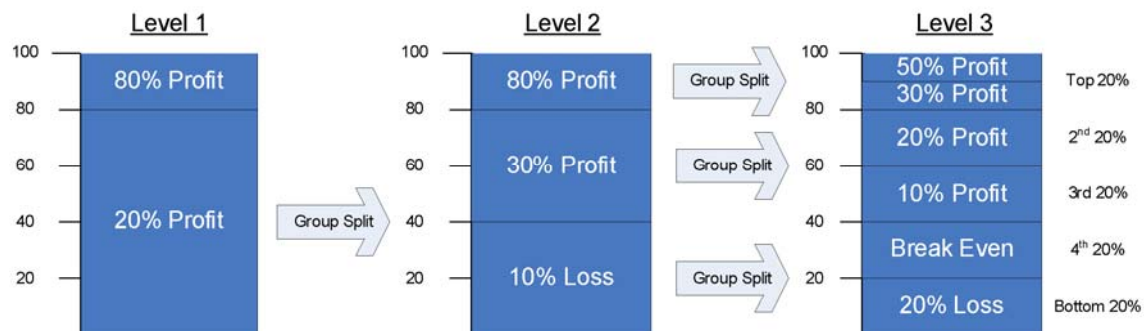 Level 1
Level 2
Level 3
100
80
60
40
20
80% Profit
20% Profit
Group Split
100
80
60
40
20
80% Profit
30% Profit
10% Loss
Group Split
Group Split
Group Split
100
80
60
40
20
50% Profit
30% Profit
20% Profit
10% Profit
Break Even
20% Loss
Top 20%
2nd 20%
3rd 20%
4th 20%
Bottom 20%